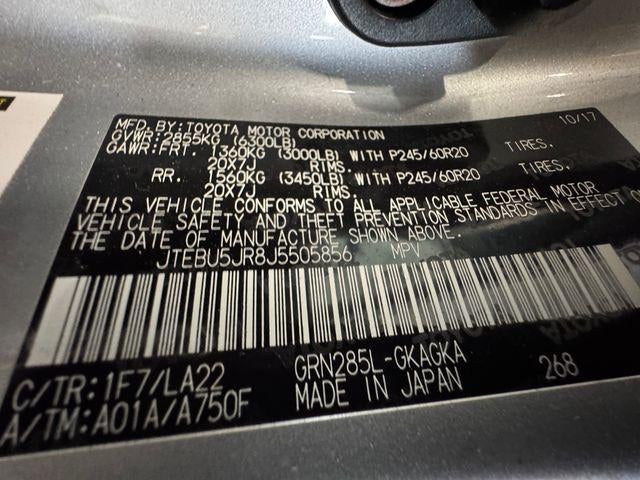 MFD.BY:TOYOTA MOTOR CORPORATION 10/17
GVWR:2855KG (6300LB)
GAWR:FRT. 1360KG (3000LB) WITH P245/60R20 TIRES.
20X7J RIMS.
RR. 1560KG (3450LB) WITH P245/60R20 TIRES.
20X7J RIMS.
THIS VEHICLE CONFORMS TO ALL APPLICABLE FEDERAL MOTOR
VEHICLE SAFETY AND THEFT PREVENTION STANDARDS IN EFFECT
THE DATE OF MANUFACTURE SHOWN ABOVE.
JTEBU5JR8J5505856 MPV
C/TR:1F7/LA22 GRN285L-GKAGKA 268
A/TM:A01A/A750F MADE IN JAPAN